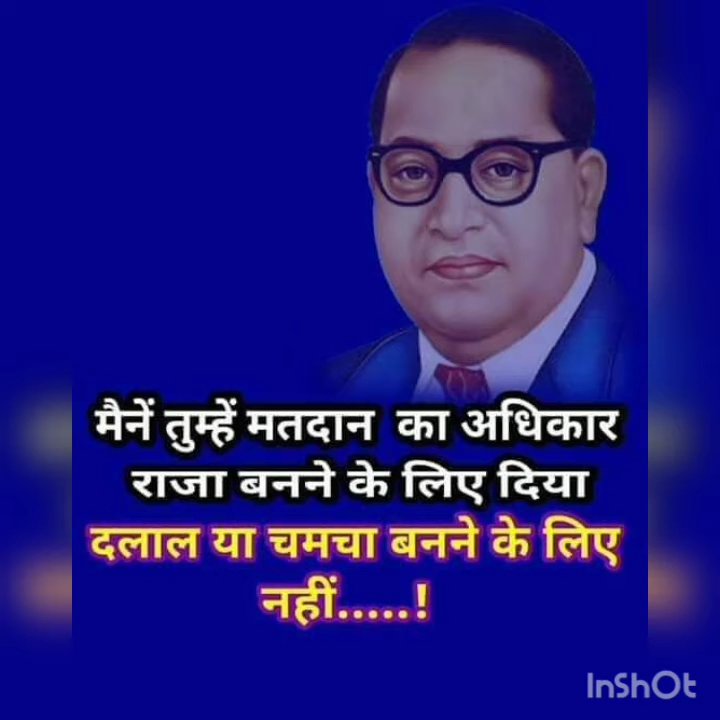 मैनें तुम्हें मतदान का अधिकार
राजा बनने के लिए दिया
दलाल या चमचा बनने के लिए
नहीं.....!
InShOt